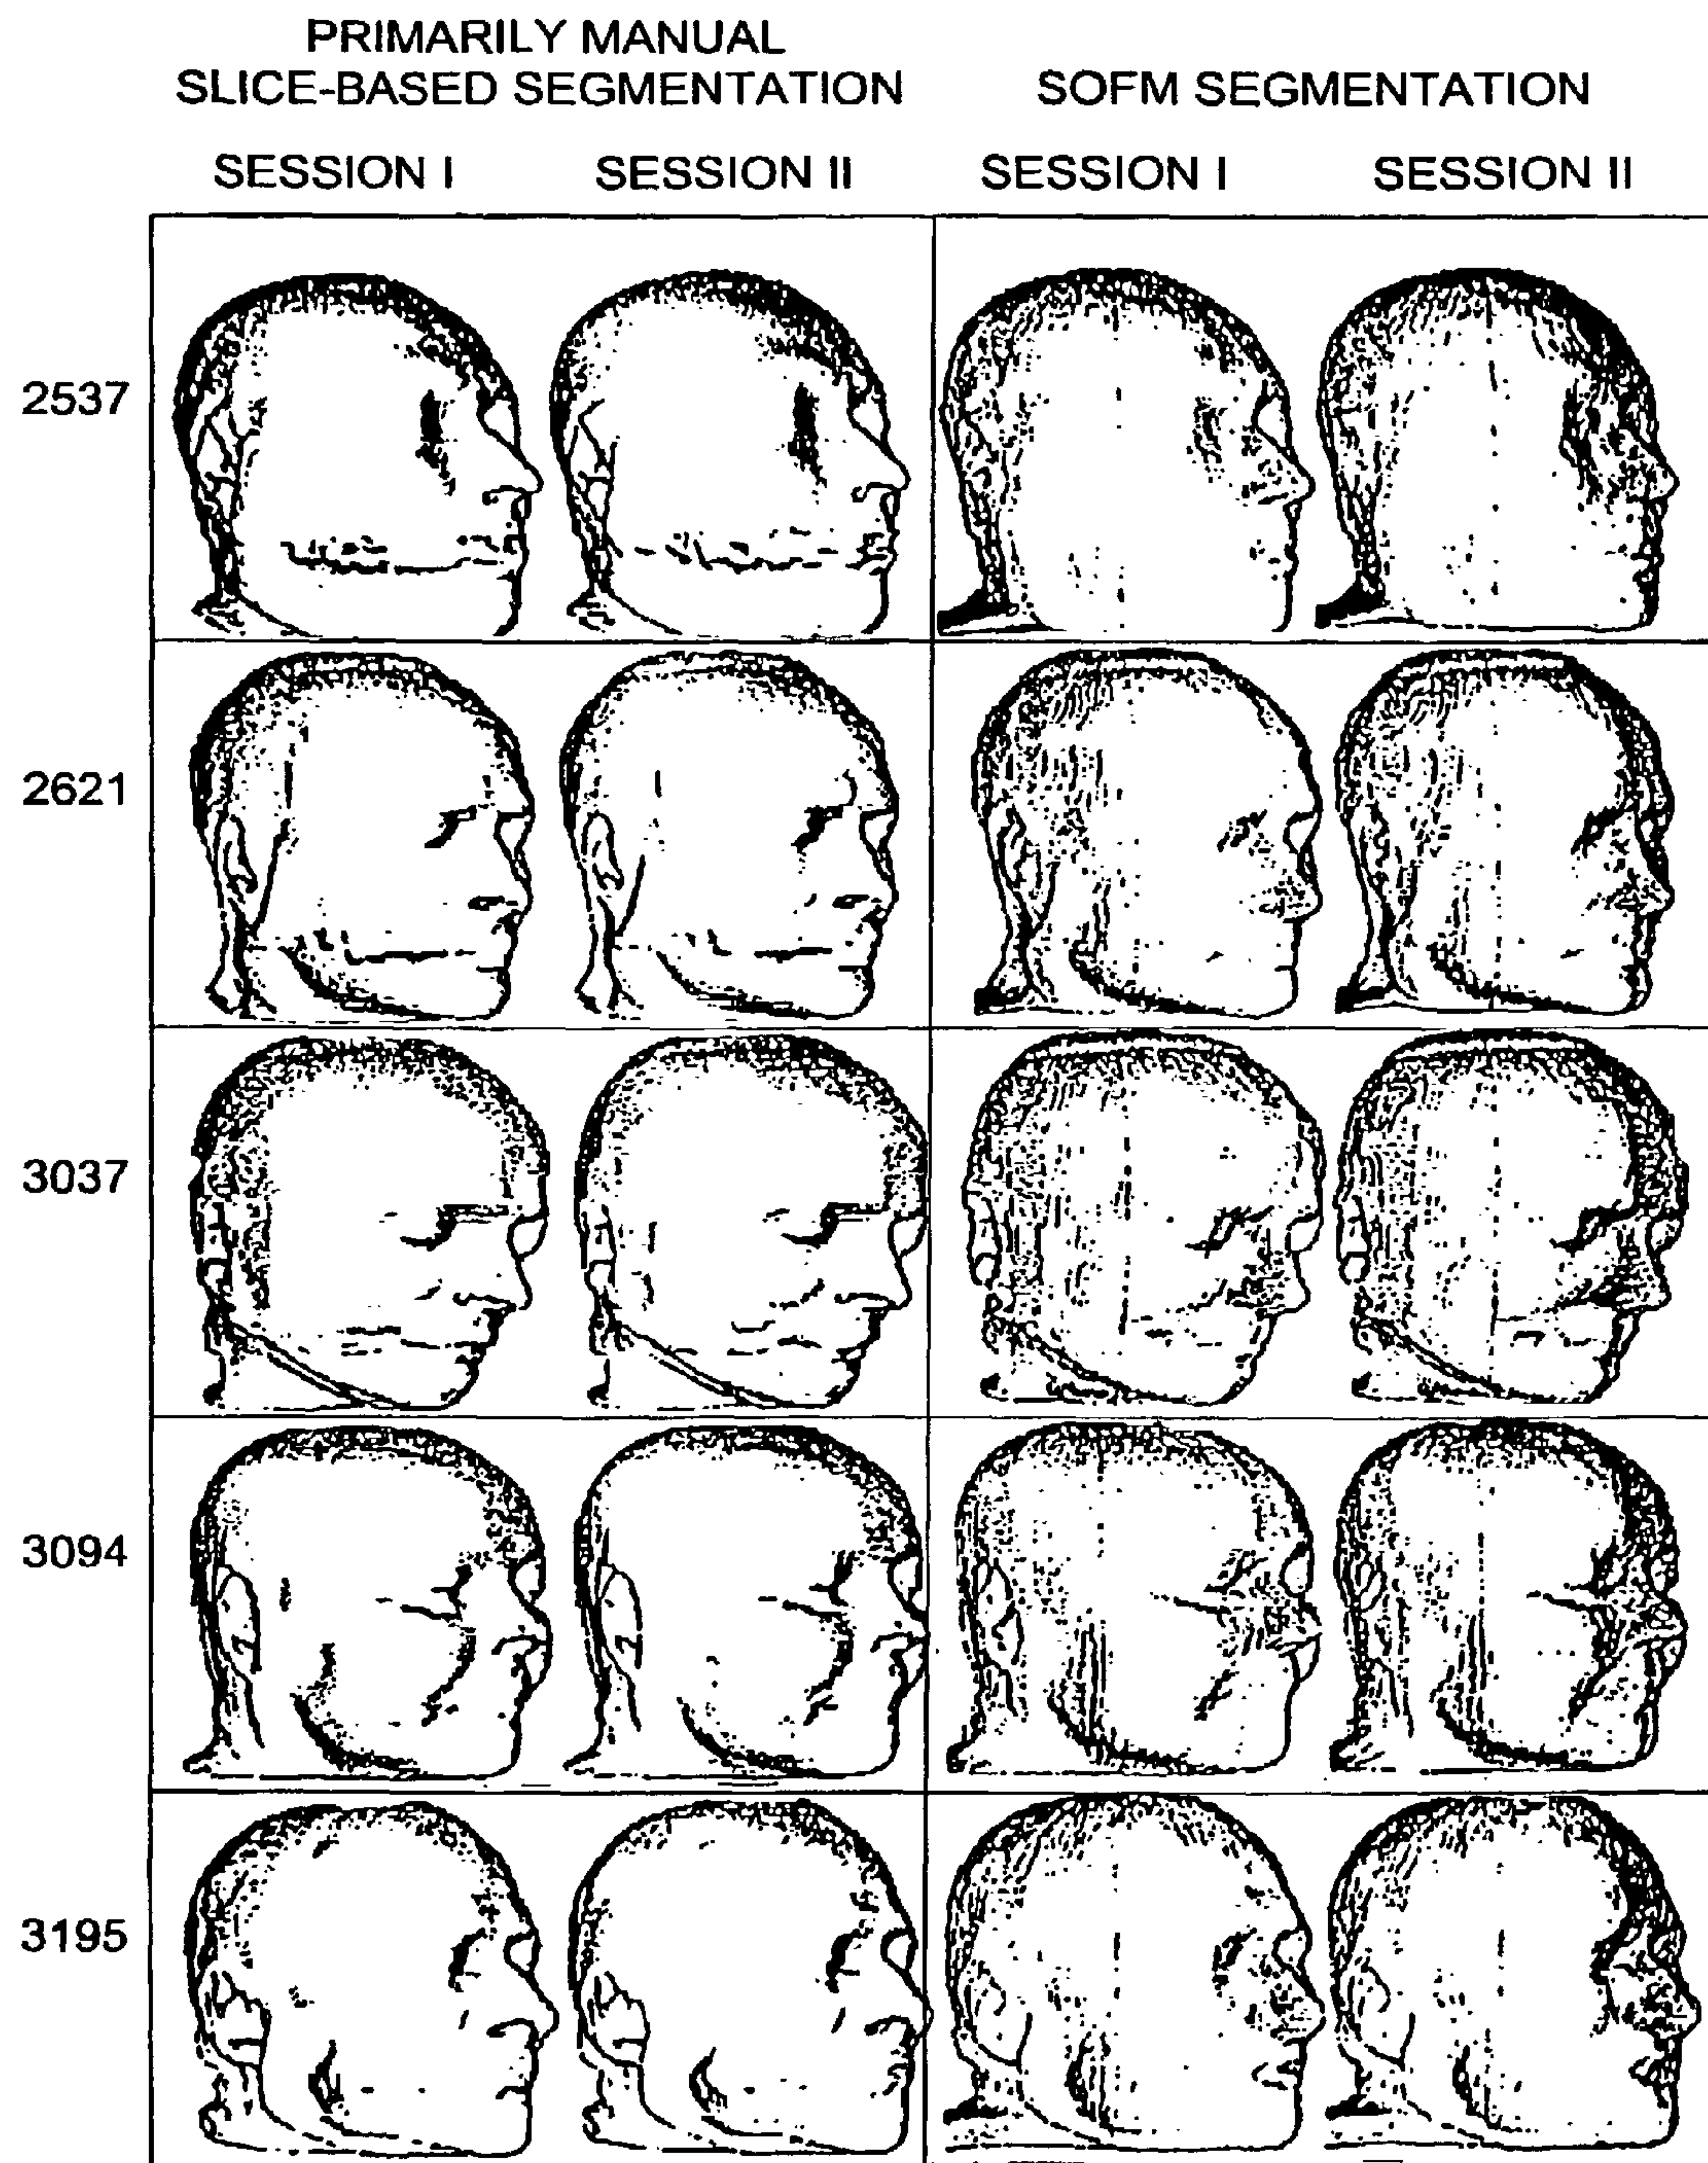 PRIMARILY MANUAL
SLICE-BASED SEGMENTATION
SOFM SEGMENTATION
SESSION I
SESSION II
SESSION I
SESSION II
2537
2621
3037
3094
3195